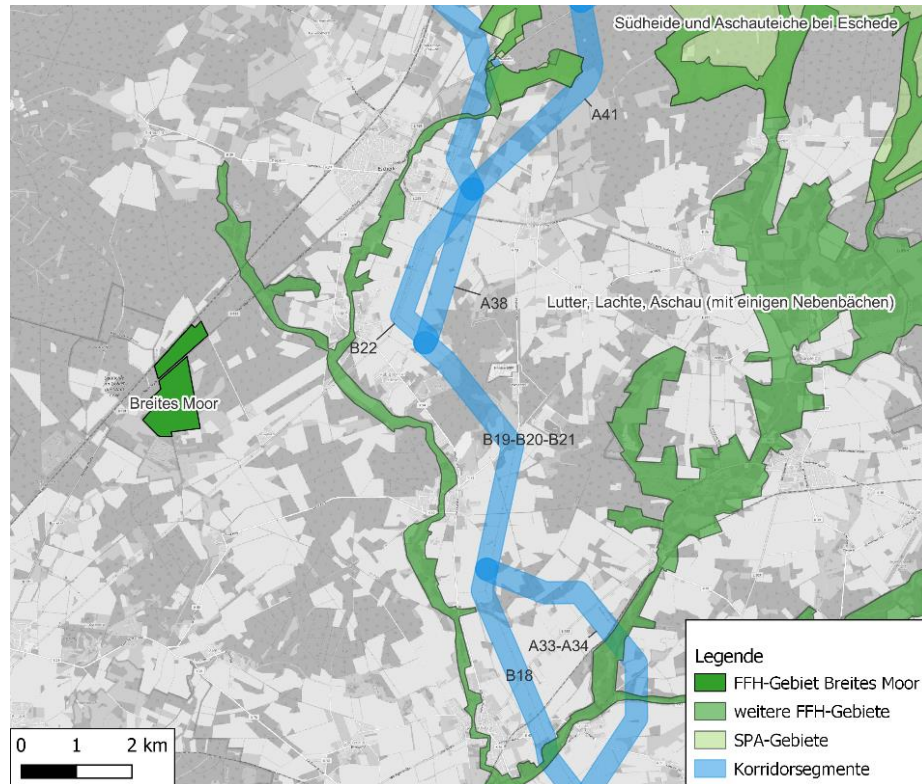 Südheide und Aschauteiche bei Eschede
A41
A38
Lutter, Lachte, Aschau (mit einigen Nebenbächen)
B22
Breites Moor
B19-B20-B21
A33-A34
B18
Legende
FFH-Gebiet Breites Moor
weitere FFH-Gebiete
SPA-Gebiete
Korridorsegmente
0 1 2 km